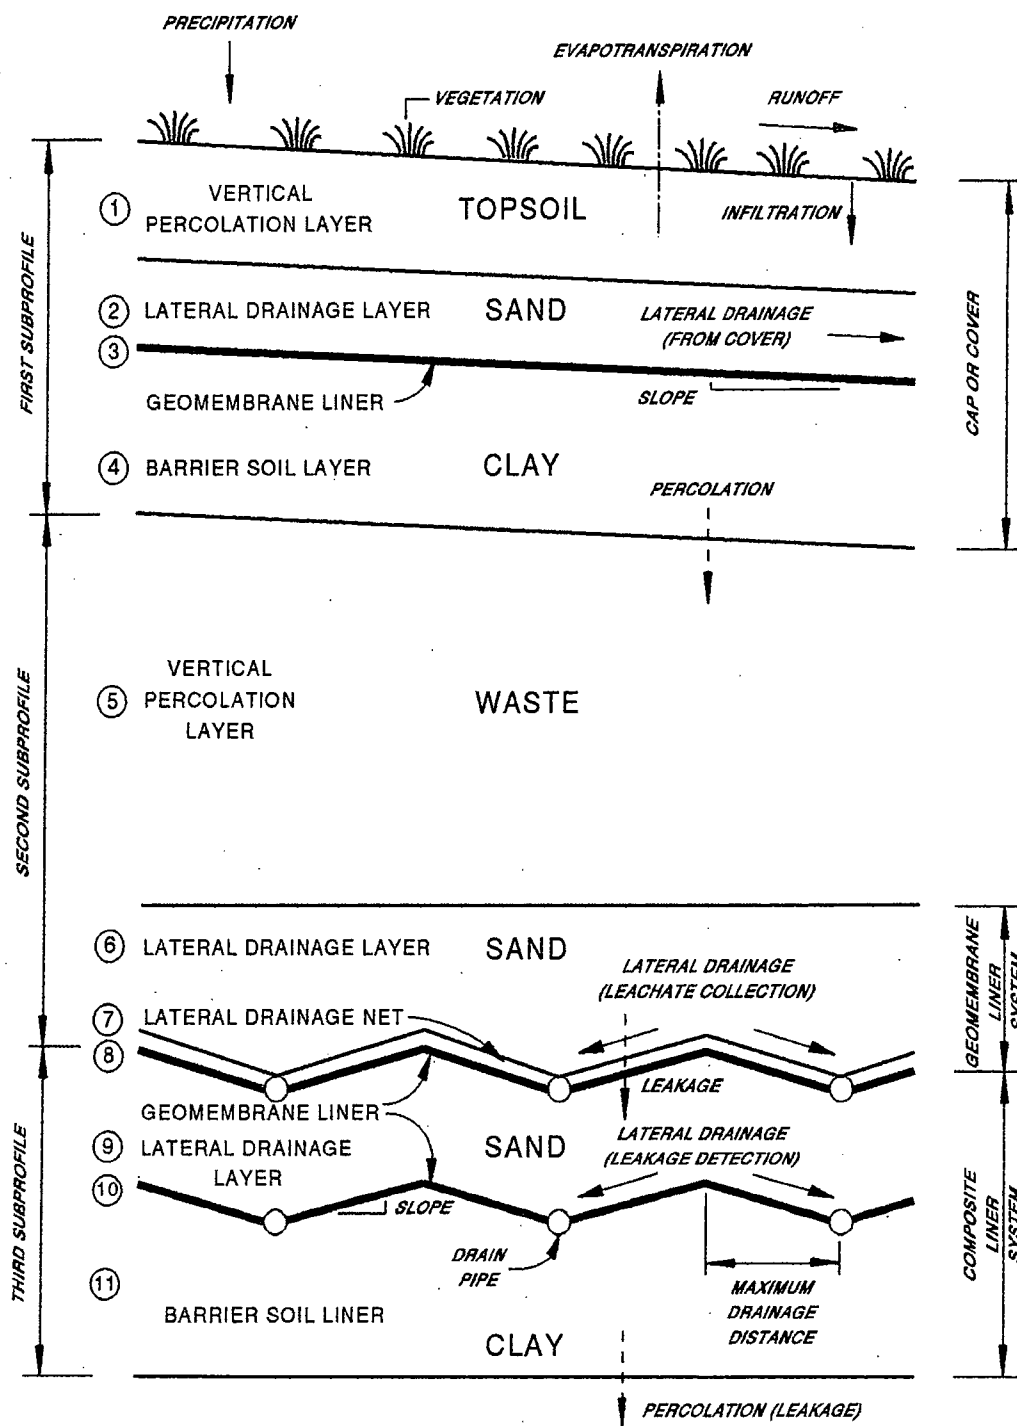 PRECIPITATION
EVAPOTRANSPIRATION
VEGETATION
RUNOFF
1
VERTICAL
PERCOLATION LAYER
TOPSOIL
INFILTRATION
2
LATERAL DRAINAGE LAYER
SAND
LATERAL DRAINAGE
(FROM COVER)
3
GEOMEMBRANE LINER
SLOPE
4
BARRIER SOIL LAYER
CLAY
PERCOLATION
FIRST SUBPROFILE
CAP OR COVER
5
VERTICAL
PERCOLATION
LAYER
WASTE
SECOND SUBPROFILE
6
LATERAL DRAINAGE LAYER
SAND
LATERAL DRAINAGE
(LEACHATE COLLECTION)
7
LATERAL DRAINAGE NET
8
LEAKAGE
GEOMEMBRANE
LINER
SYSTEM
GEOMEMBRANE LINER
9
LATERAL DRAINAGE
LAYER
SAND
LATERAL DRAINAGE
(LEAKAGE DETECTION)
10
SLOPE
DRAIN
PIPE
MAXIMUM
DRAINAGE
DISTANCE
11
BARRIER SOIL LINER
CLAY
THIRD SUBPROFILE
COMPOSITE
LINER
SYSTEM
PERCOLATION (LEAKAGE)